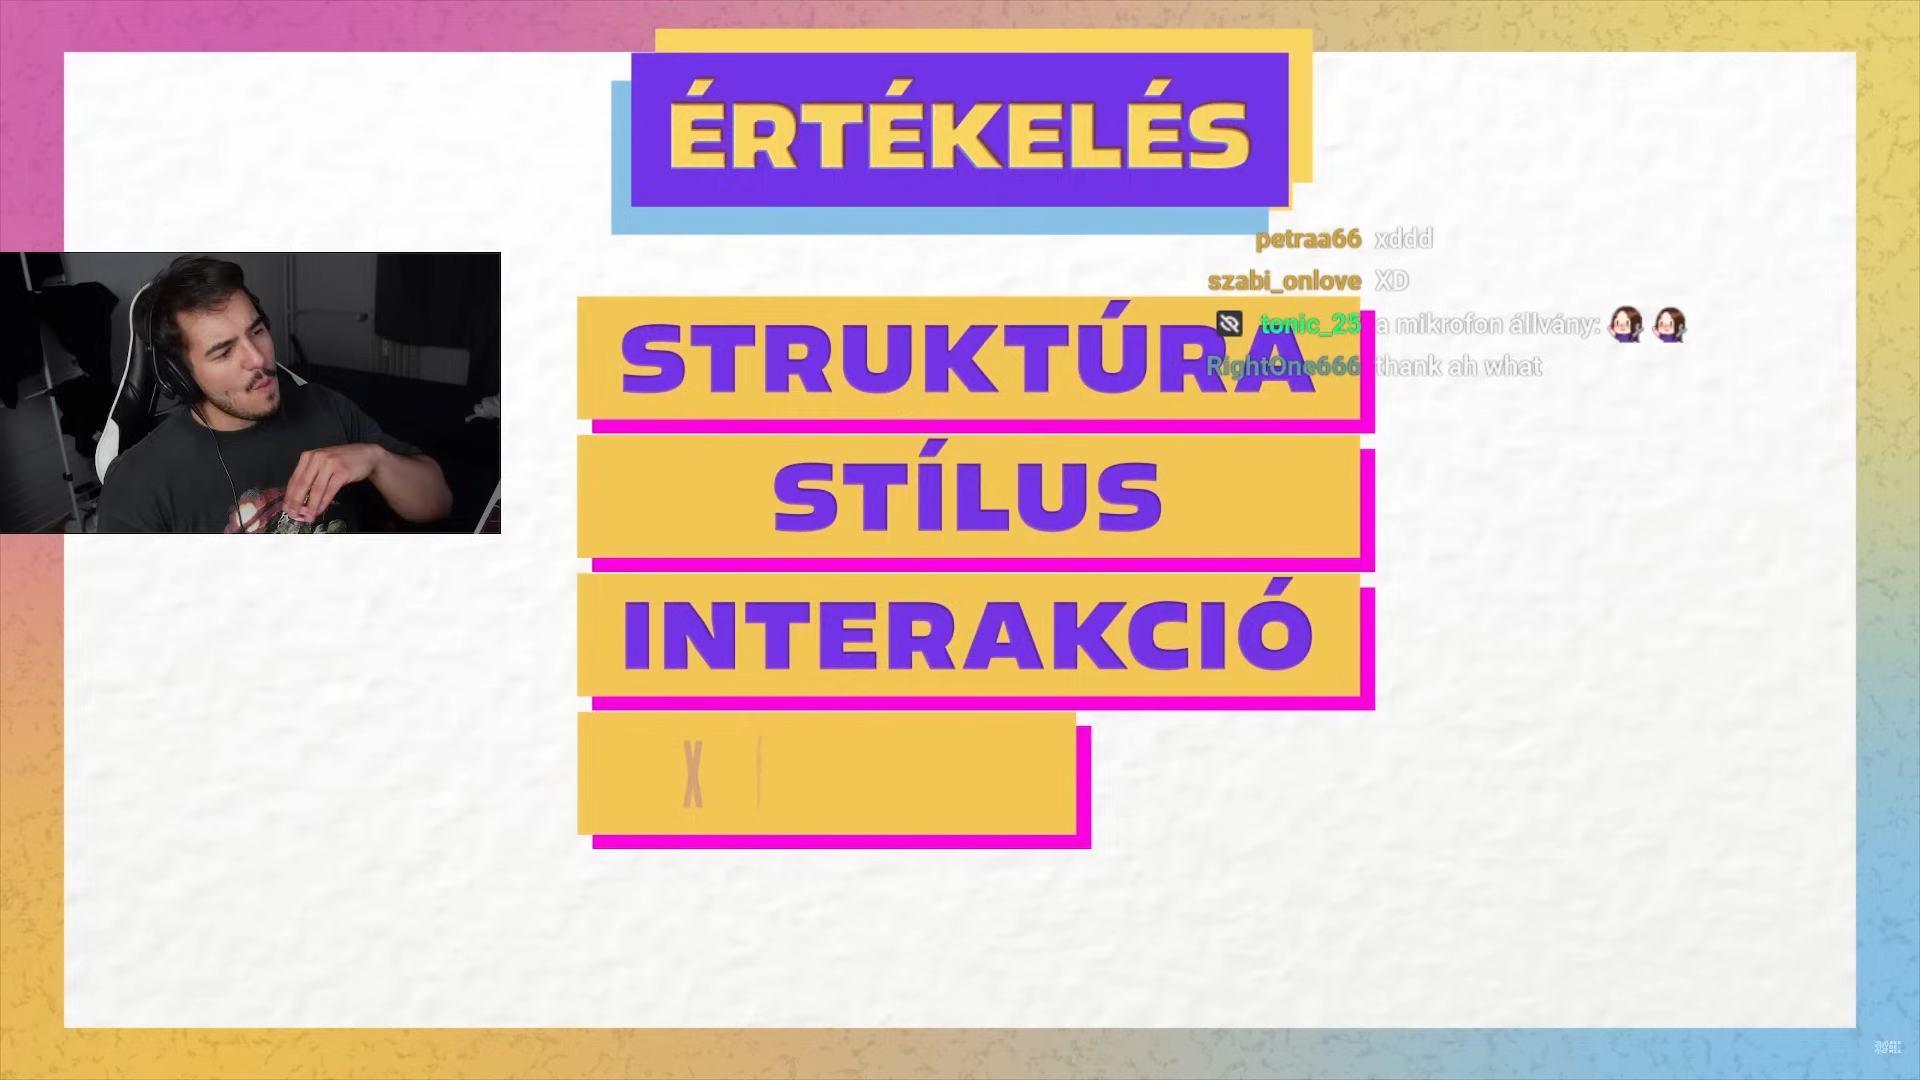 ÉRTÉKELÉS
petraa66 xddd
szabi_onlove XD
tonic_25 a mikrofon állvány:
RightOne666 thank ah what
STRUKTÚRA
STÍLUS
INTERAKCIÓ
X